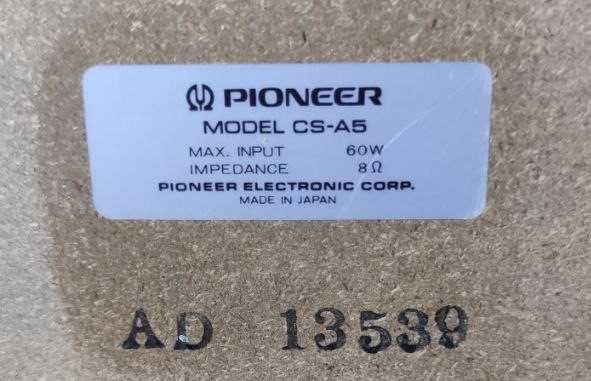 PIONEER
MODEL CS-A5
MAX. INPUT 60W
IMPEDANCE 8Ω
PIONEER ELECTRONIC CORP.
MADE IN JAPAN
AD 13539